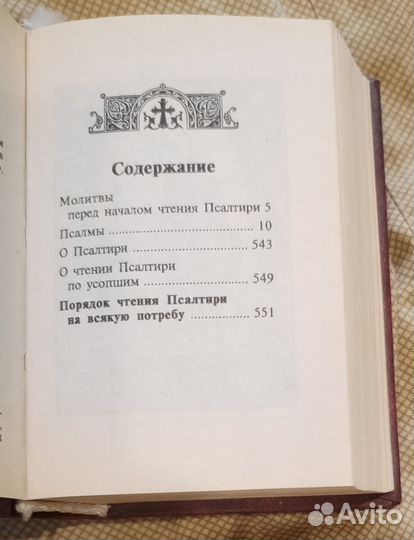 Содержание
Молитвы
перед началом чтения Псалтири 5
Псалмы ........................ 10
О Псалтири .................... 543
О чтении Псалтири
по усопшим .................... 549
Порядок чтения Псалтири
на всякую потребу ............ 551
Avito